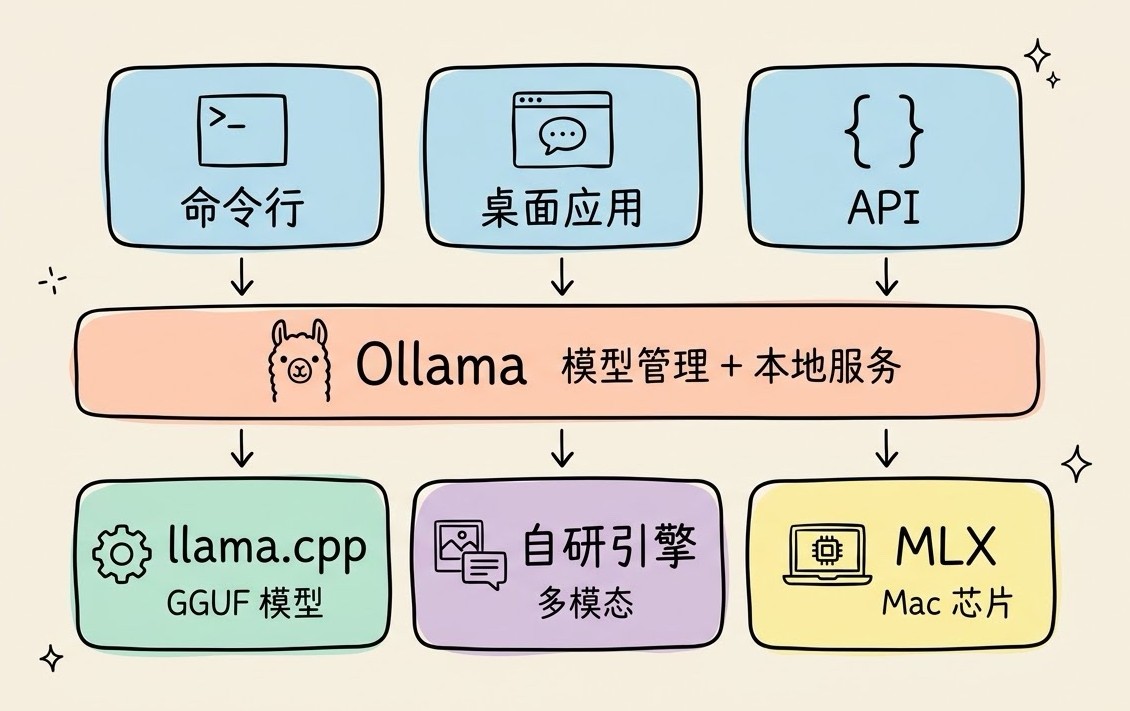 命令行
桌面应用
{ }
API
Ollama 模型管理 + 本地服务
llama.cpp
GGUF 模型
自研引擎
多模态
MLX
Mac 芯片